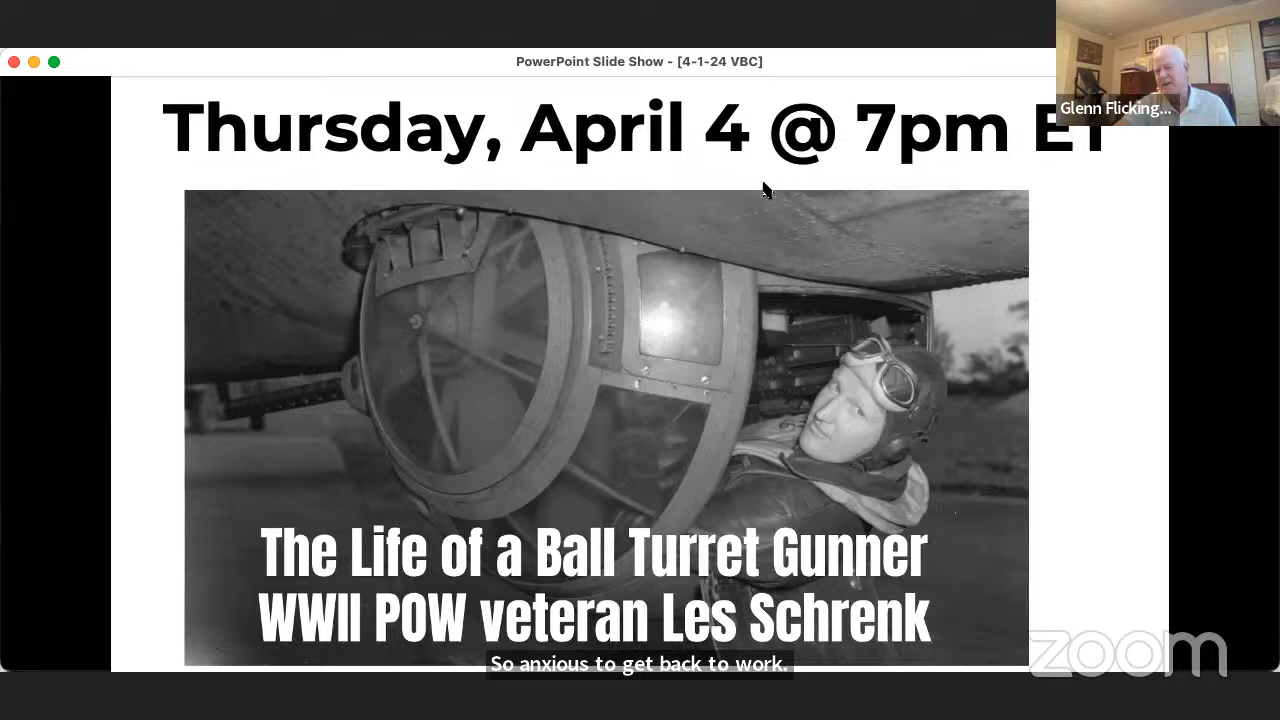 PowerPoint Slide Show - [4-1-24 VBC]
Glenn Flicking...
Thursday, April 4 @ 7pm ET
The Life of a Ball Turret Gunner
WWII POW veteran Les Schrenk
So anxious to get back to work.
zoom